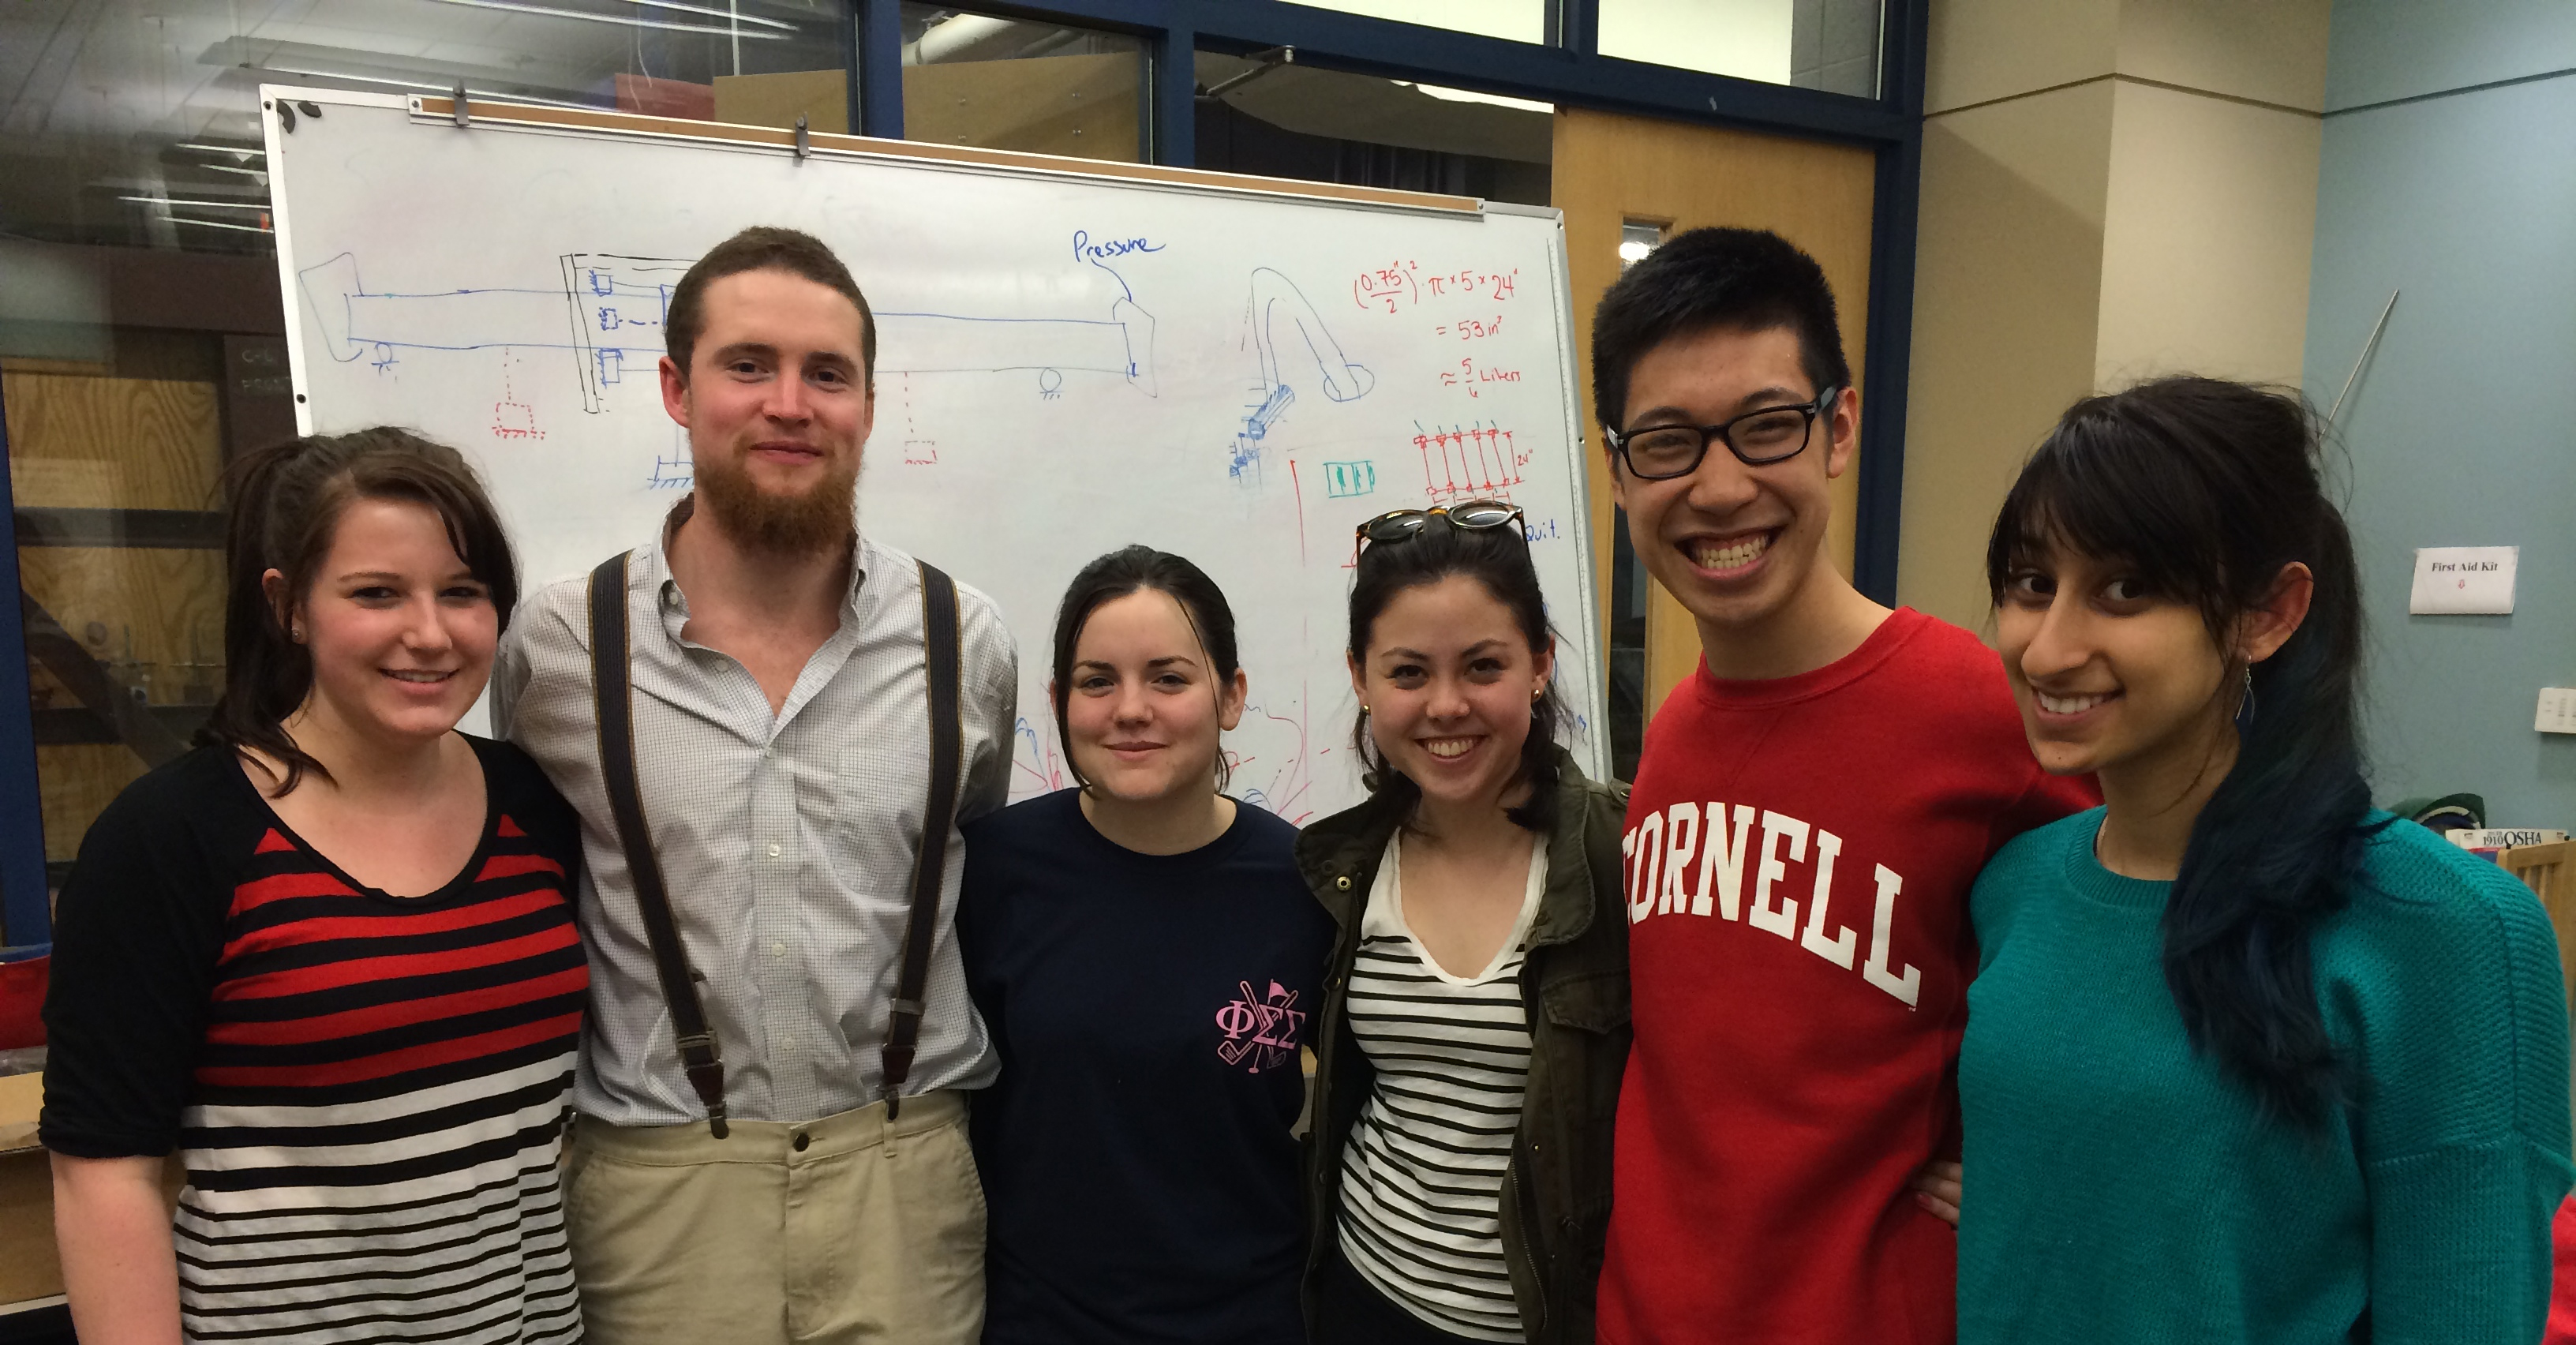 Pressure
(0.75"/2)² · π × 5 × 24"
= 53 in³
≈ 5/6 Liters
24"
Quit.
First Aid Kit
CORNELL
ΦΣΣ
1910 OSHA